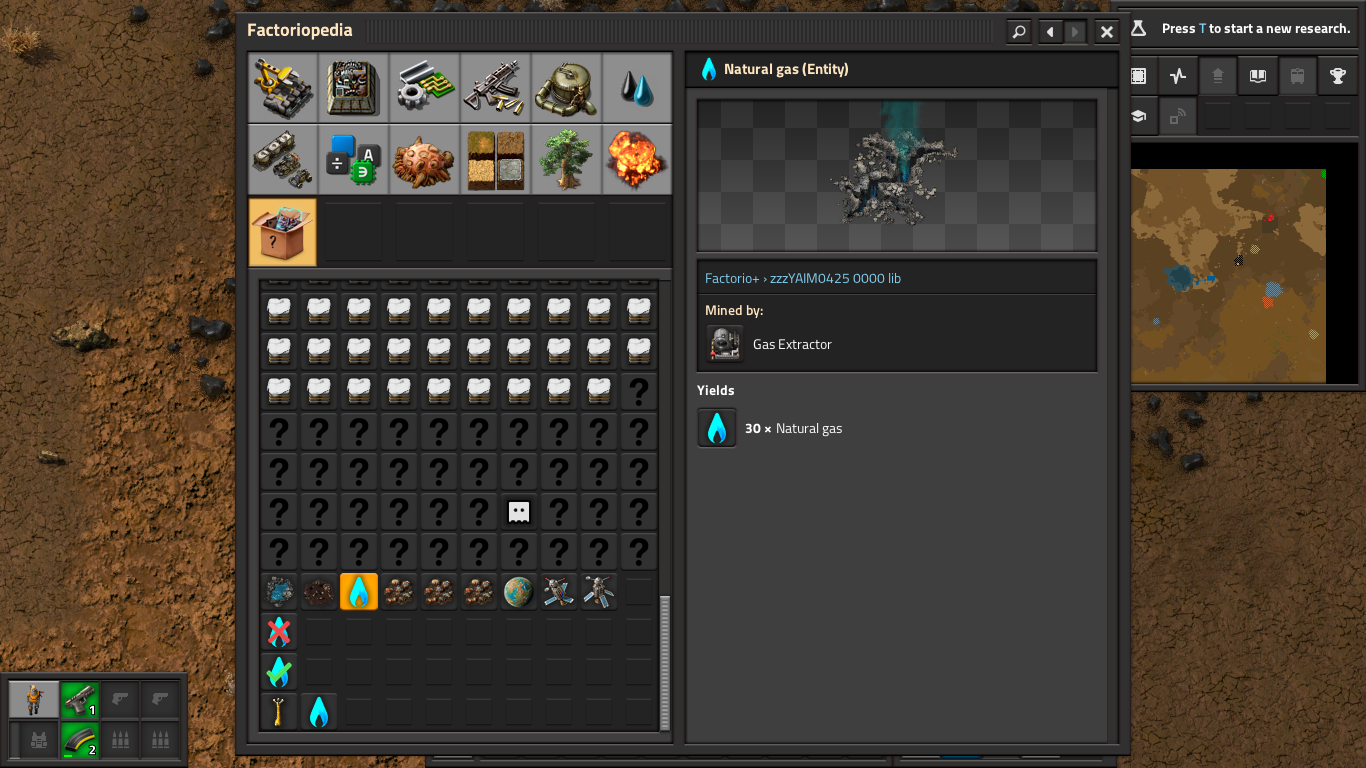 Factoriopedia
Press T to start a new research.
Natural gas (Entity)
Factorio+ › zzzYAIM0425 0000 lib
Mined by:
Gas Extractor
Yields
30 × Natural gas
1
2